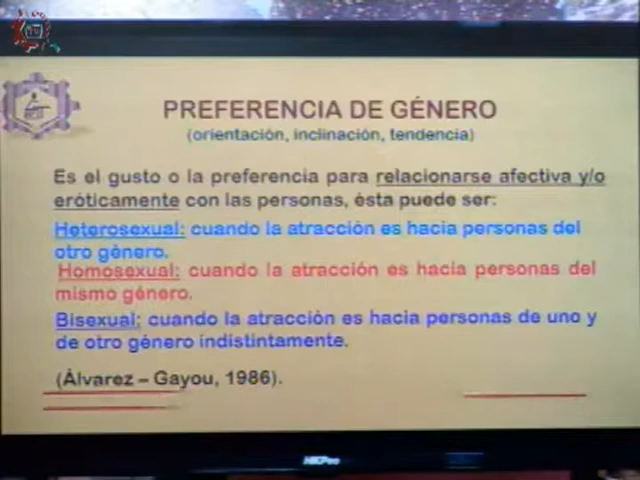 PREFERENCIA DE GÉNERO
(orientación, inclinación, tendencia)
Es el gusto o la preferencia para relacionarse afectiva y/o
eróticamente con las personas, ésta puede ser:
Heterosexual: cuando la atracción es hacia personas del
otro género.
Homosexual: cuando la atracción es hacia personas del
mismo género.
Bisexual: cuando la atracción es hacia personas de uno y
de otro género indistintamente.
(Álvarez – Gayou, 1986).